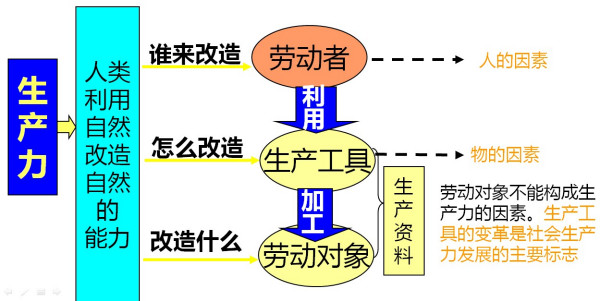 生产力
人类
利用
自然
改造
自然
的
能力
谁来改造
劳动者
人的因素
利用
怎么改造
生产工具
物的因素
加工
生产资料
改造什么
劳动对象
劳动对象不能构成生
产力的因素。生产工
具的变革是社会生产
力发展的主要标志